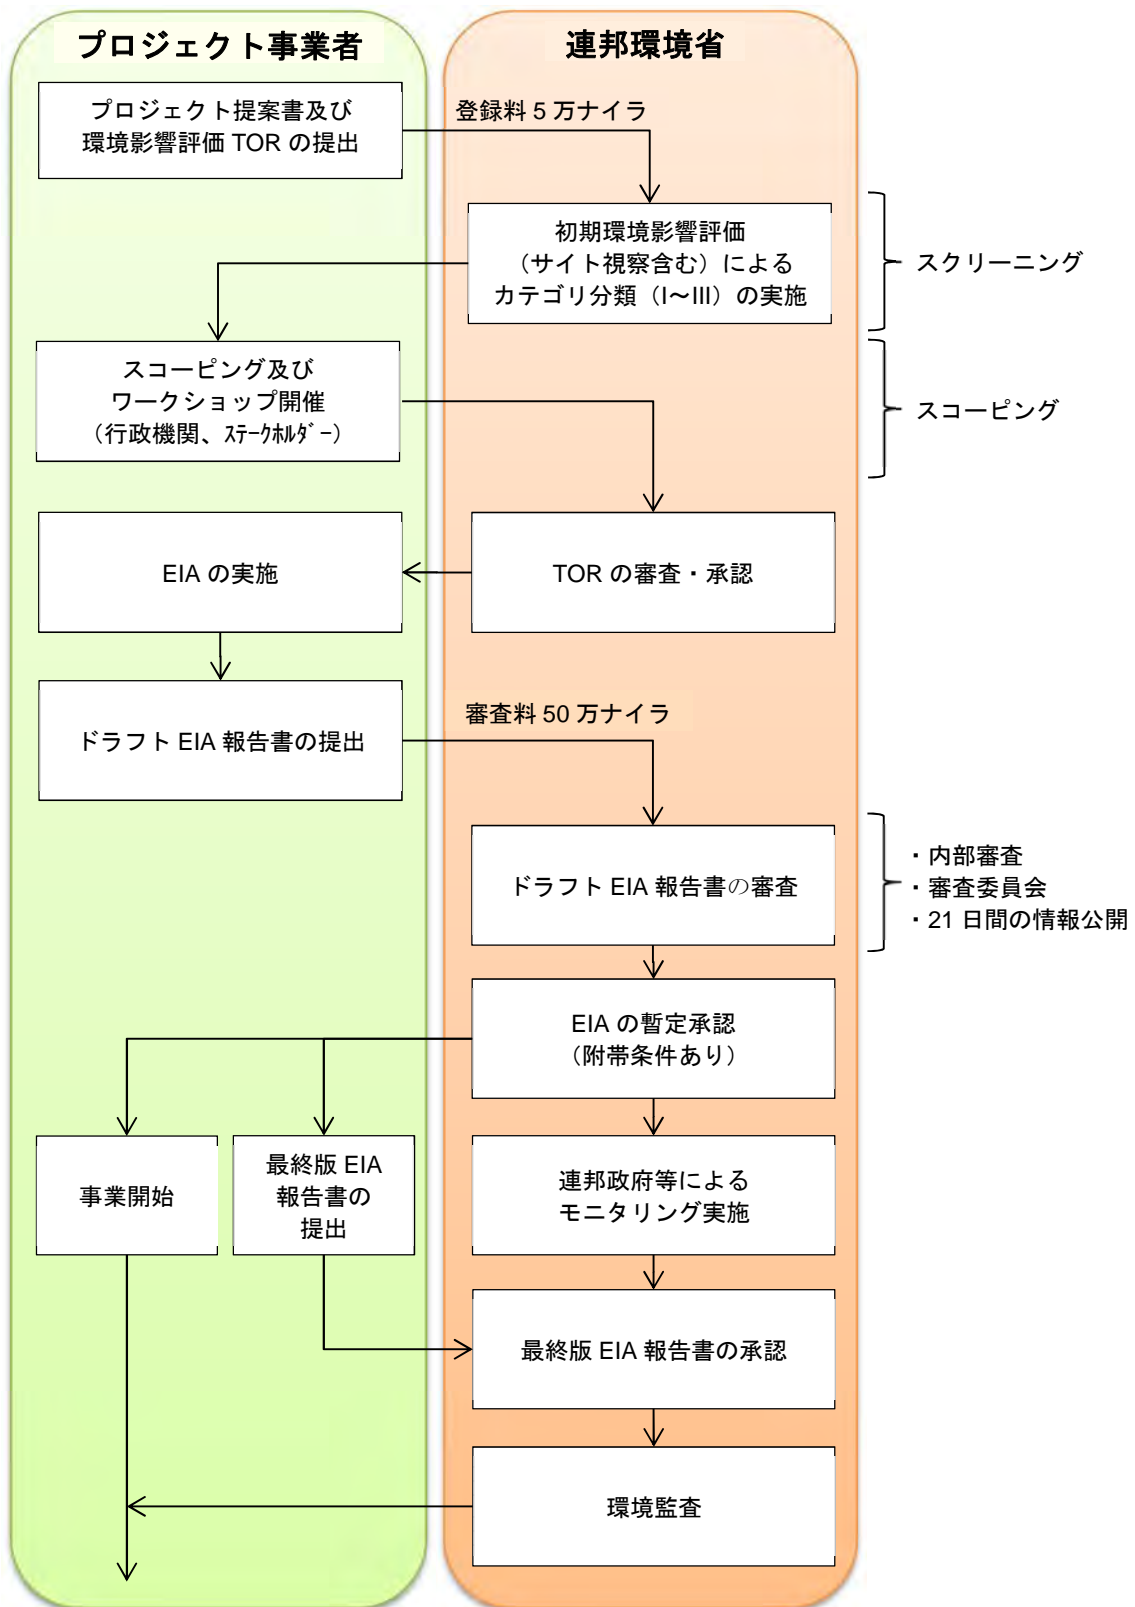 プロジェクト事業者
連邦環境省
プロジェクト提案書及び
環境影響評価 TOR の提出
登録料 5 万ナイラ
初期環境影響評価
（サイト視察含む）による
カテゴリ分類（I～III）の実施
スクリーニング
スコーピング及び
ワークショップ開催
（行政機関、ｽﾃｰｸﾎﾙﾀﾞｰ）
スコーピング
EIA の実施
TOR の審査・承認
ドラフト EIA 報告書の提出
審査料 50 万ナイラ
ドラフト EIA 報告書の審査
・内部審査
・審査委員会
・21 日間の情報公開
EIA の暫定承認
（附帯条件あり）
事業開始
最終版 EIA
報告書の
提出
連邦政府等による
モニタリング実施
最終版 EIA 報告書の承認
環境監査